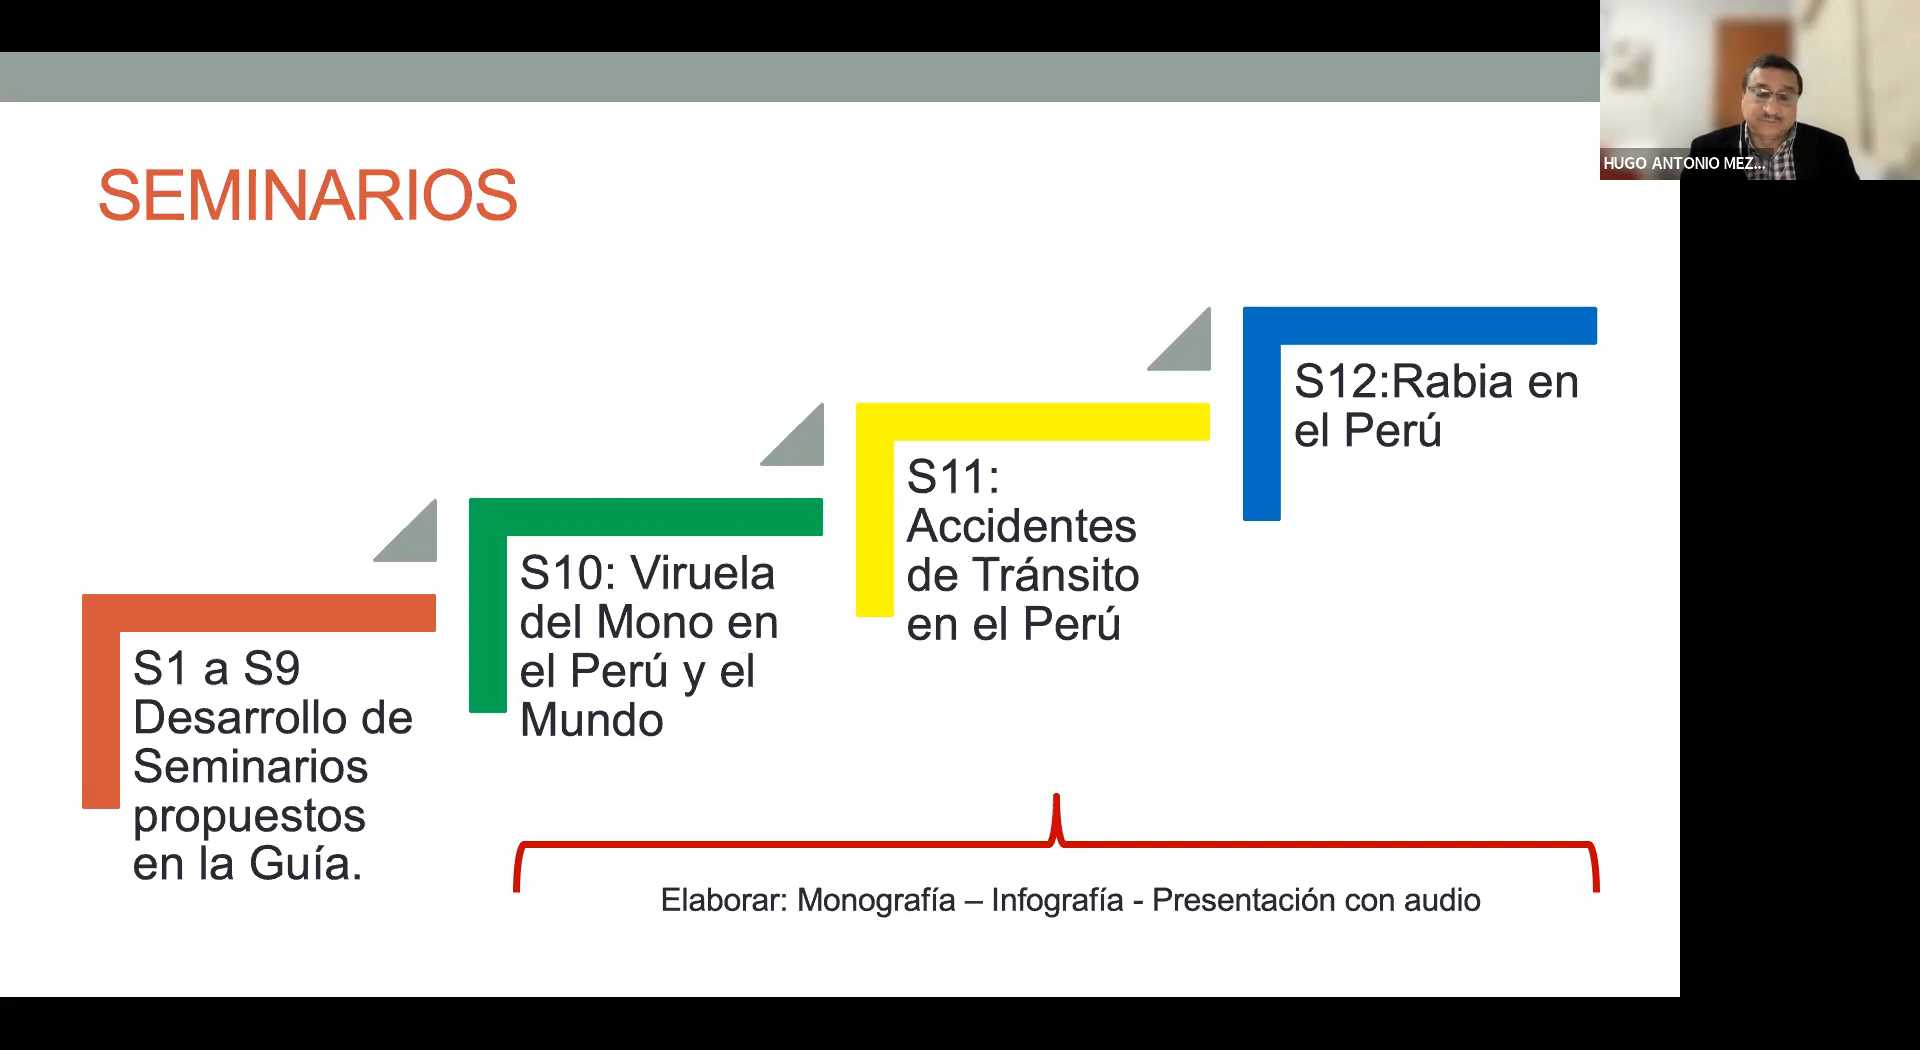 SEMINARIOS
S1 a S9
Desarrollo de
Seminarios
propuestos
en la Guía.
S10: Viruela
del Mono en
el Perú y el
Mundo
S11:
Accidentes
de Tránsito
en el Perú
S12:Rabia en
el Perú
Elaborar: Monografía – Infografía - Presentación con audio
HUGO ANTONIO MEZ...